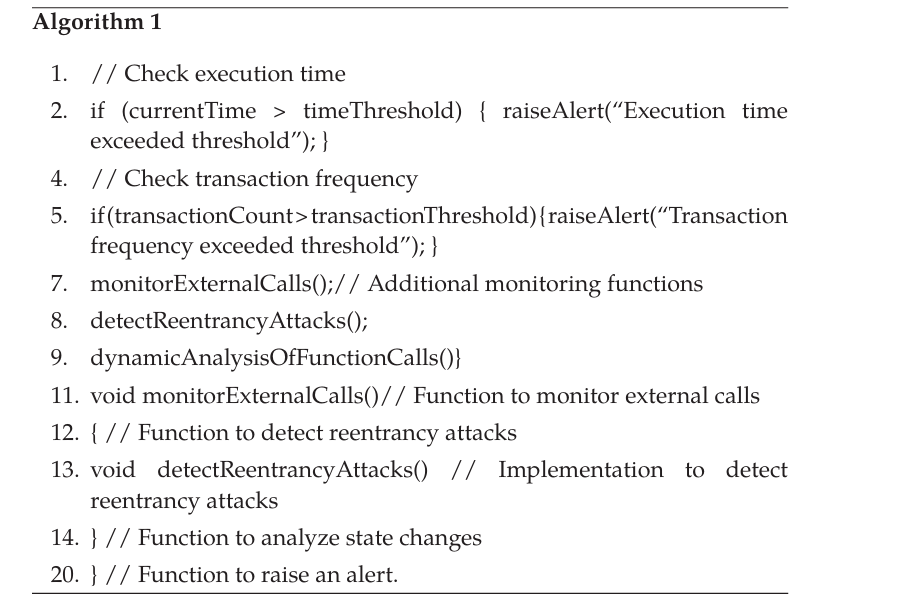 Algorithm 1
1. // Check execution time
2. if (currentTime > timeThreshold) { raiseAlert(“Execution time
exceeded threshold”); }
4. // Check transaction frequency
5. if(transactionCount>transactionThreshold){raiseAlert(“Transaction
frequency exceeded threshold”); }
7. monitorExternalCalls();// Additional monitoring functions
8. detectReentrancyAttacks();
9. dynamicAnalysisOfFunctionCalls()}
11. void monitorExternalCalls()// Function to monitor external calls
12. { // Function to detect reentrancy attacks
13. void detectReentrancyAttacks() // Implementation to detect
reentrancy attacks
14. } // Function to analyze state changes
20. } // Function to raise an alert.